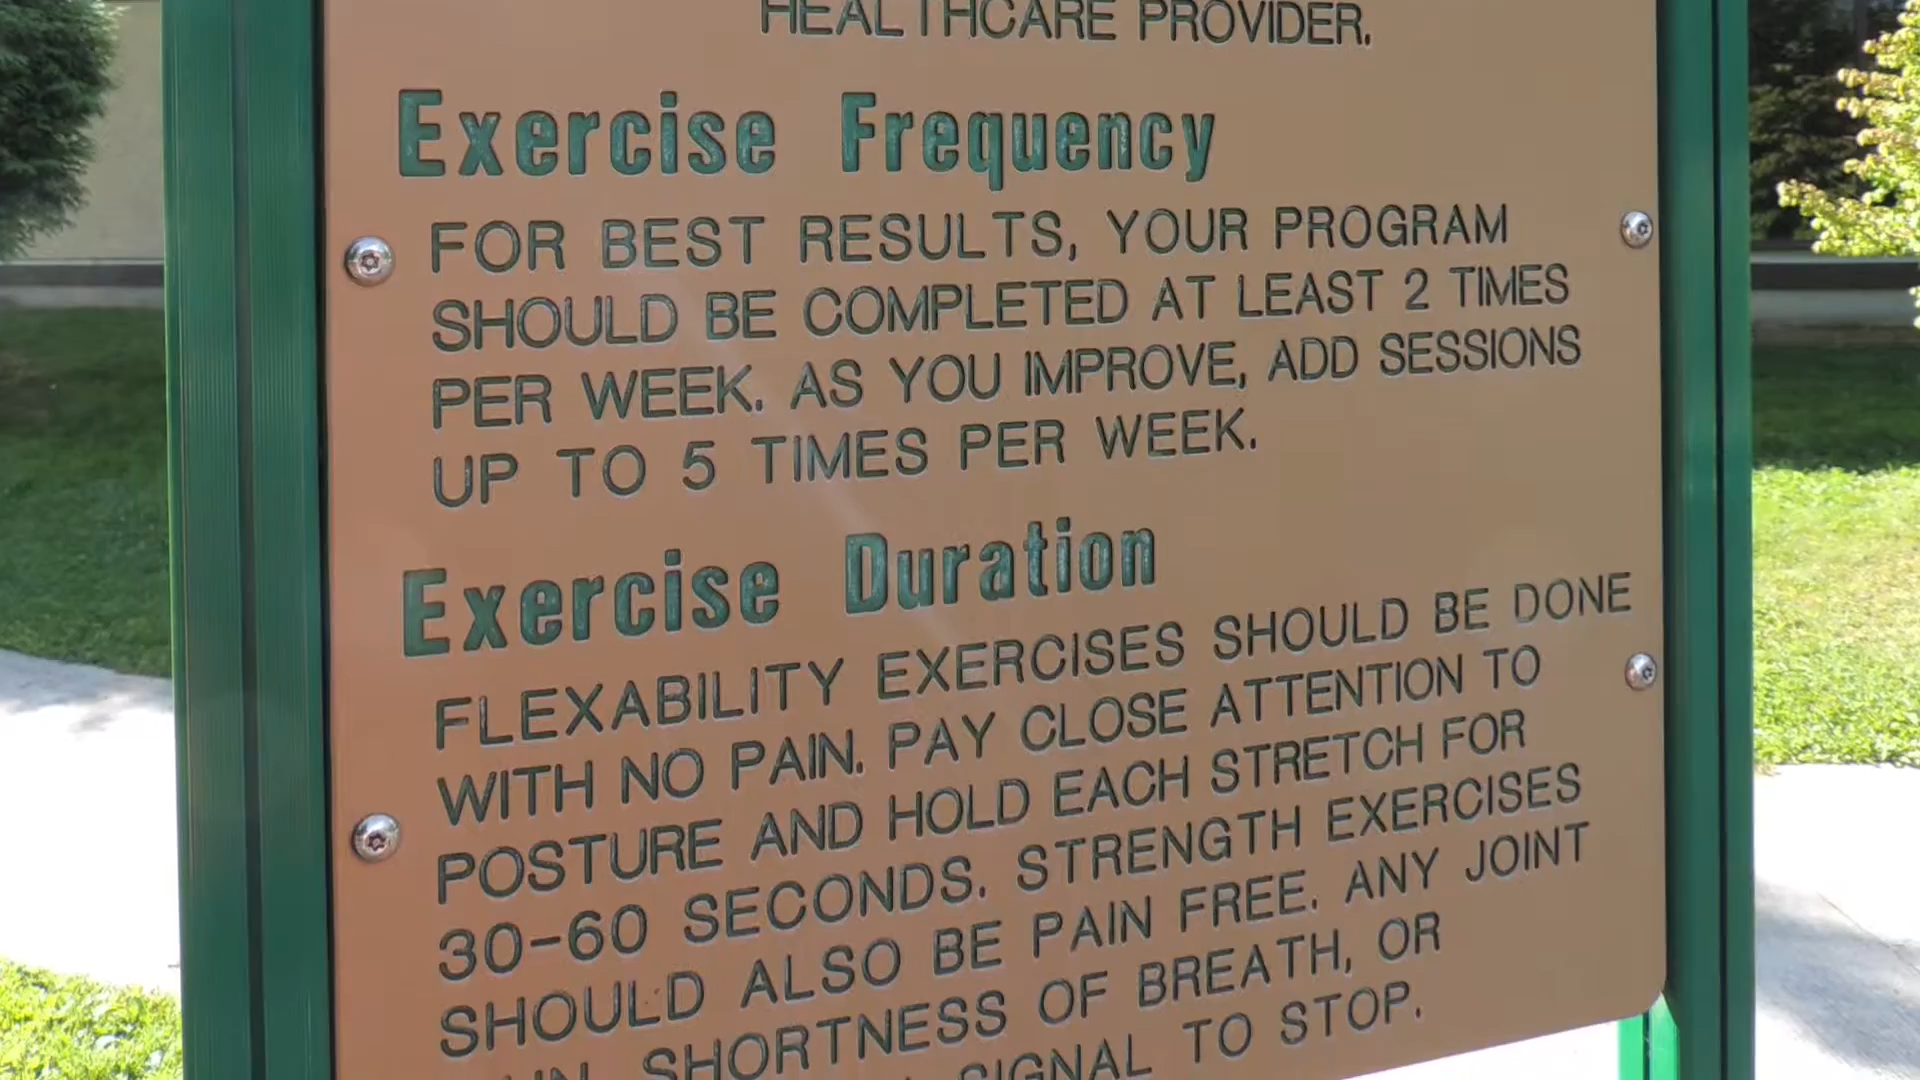 HEALTHCARE PROVIDER.
Exercise Frequency
FOR BEST RESULTS, YOUR PROGRAM
SHOULD BE COMPLETED AT LEAST 2 TIMES
PER WEEK. AS YOU IMPROVE, ADD SESSIONS
UP TO 5 TIMES PER WEEK.
Exercise Duration
FLEXABILITY EXERCISES SHOULD BE DONE
WITH NO PAIN. PAY CLOSE ATTENTION TO
POSTURE AND HOLD EACH STRETCH FOR
30-60 SECONDS. STRENGTH EXERCISES
SHOULD ALSO BE PAIN FREE. ANY JOINT
SHORTNESS OF BREATH, OR
SIGNAL TO STOP.